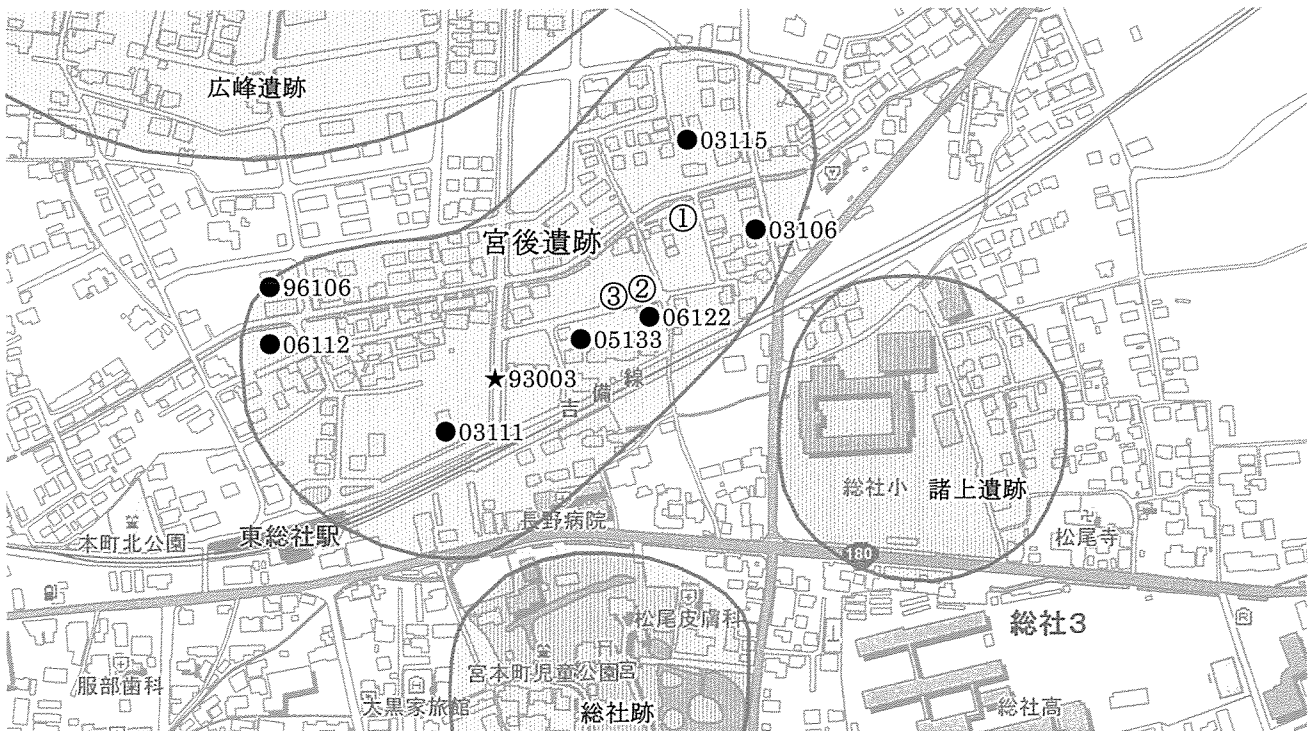 広峰遺跡
03115
①
03106
宮後遺跡
96106
③②
06122
06112
05133
★93003
吉備線
03111
総社小
諸上遺跡
長野病院
東総社駅
本町北公園
松尾寺
180
松尾皮膚科
総社3
宮本町児童公園
宮
服部歯科
大黒家旅館
総社跡
総社高